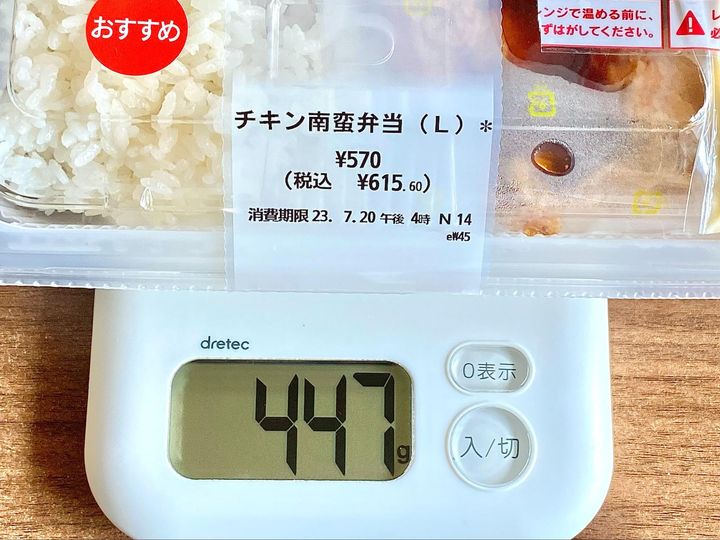 おすすめ
ンジで温める前に、
ずはがしてください。
チキン南蛮弁当（L）＊
¥570
（税込 ¥615.60）
消費期限 23. 7.20 午後 4時 N 14
e¥45
dretec
447g
0表示
入/切